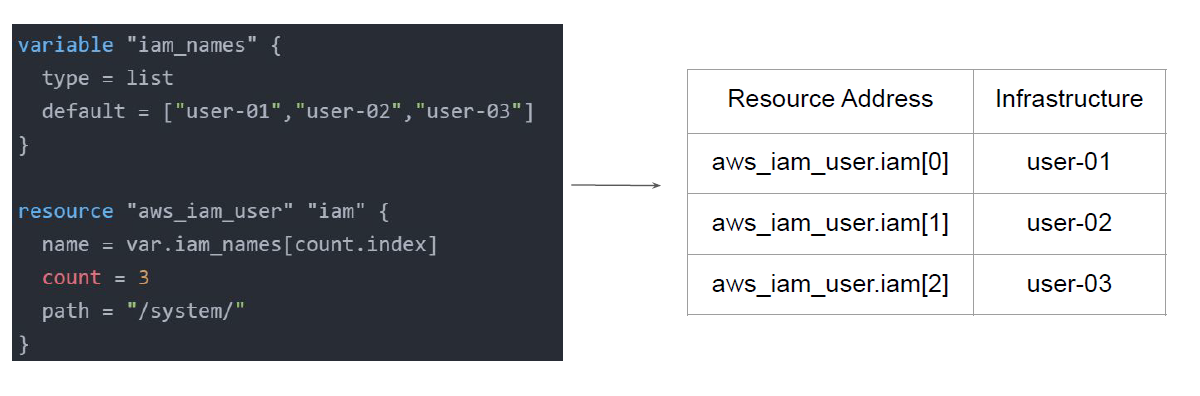 variable "iam_names" {
  type = list
  default = ["user-01","user-02","user-03"]
}
resource "aws_iam_user" "iam" {
  name = var.iam_names[count.index]
  count = 3
  path = "/system/"
}
Resource Address Infrastructure
aws_iam_user.iam[0] user-01
aws_iam_user.iam[1] user-02
aws_iam_user.iam[2] user-03